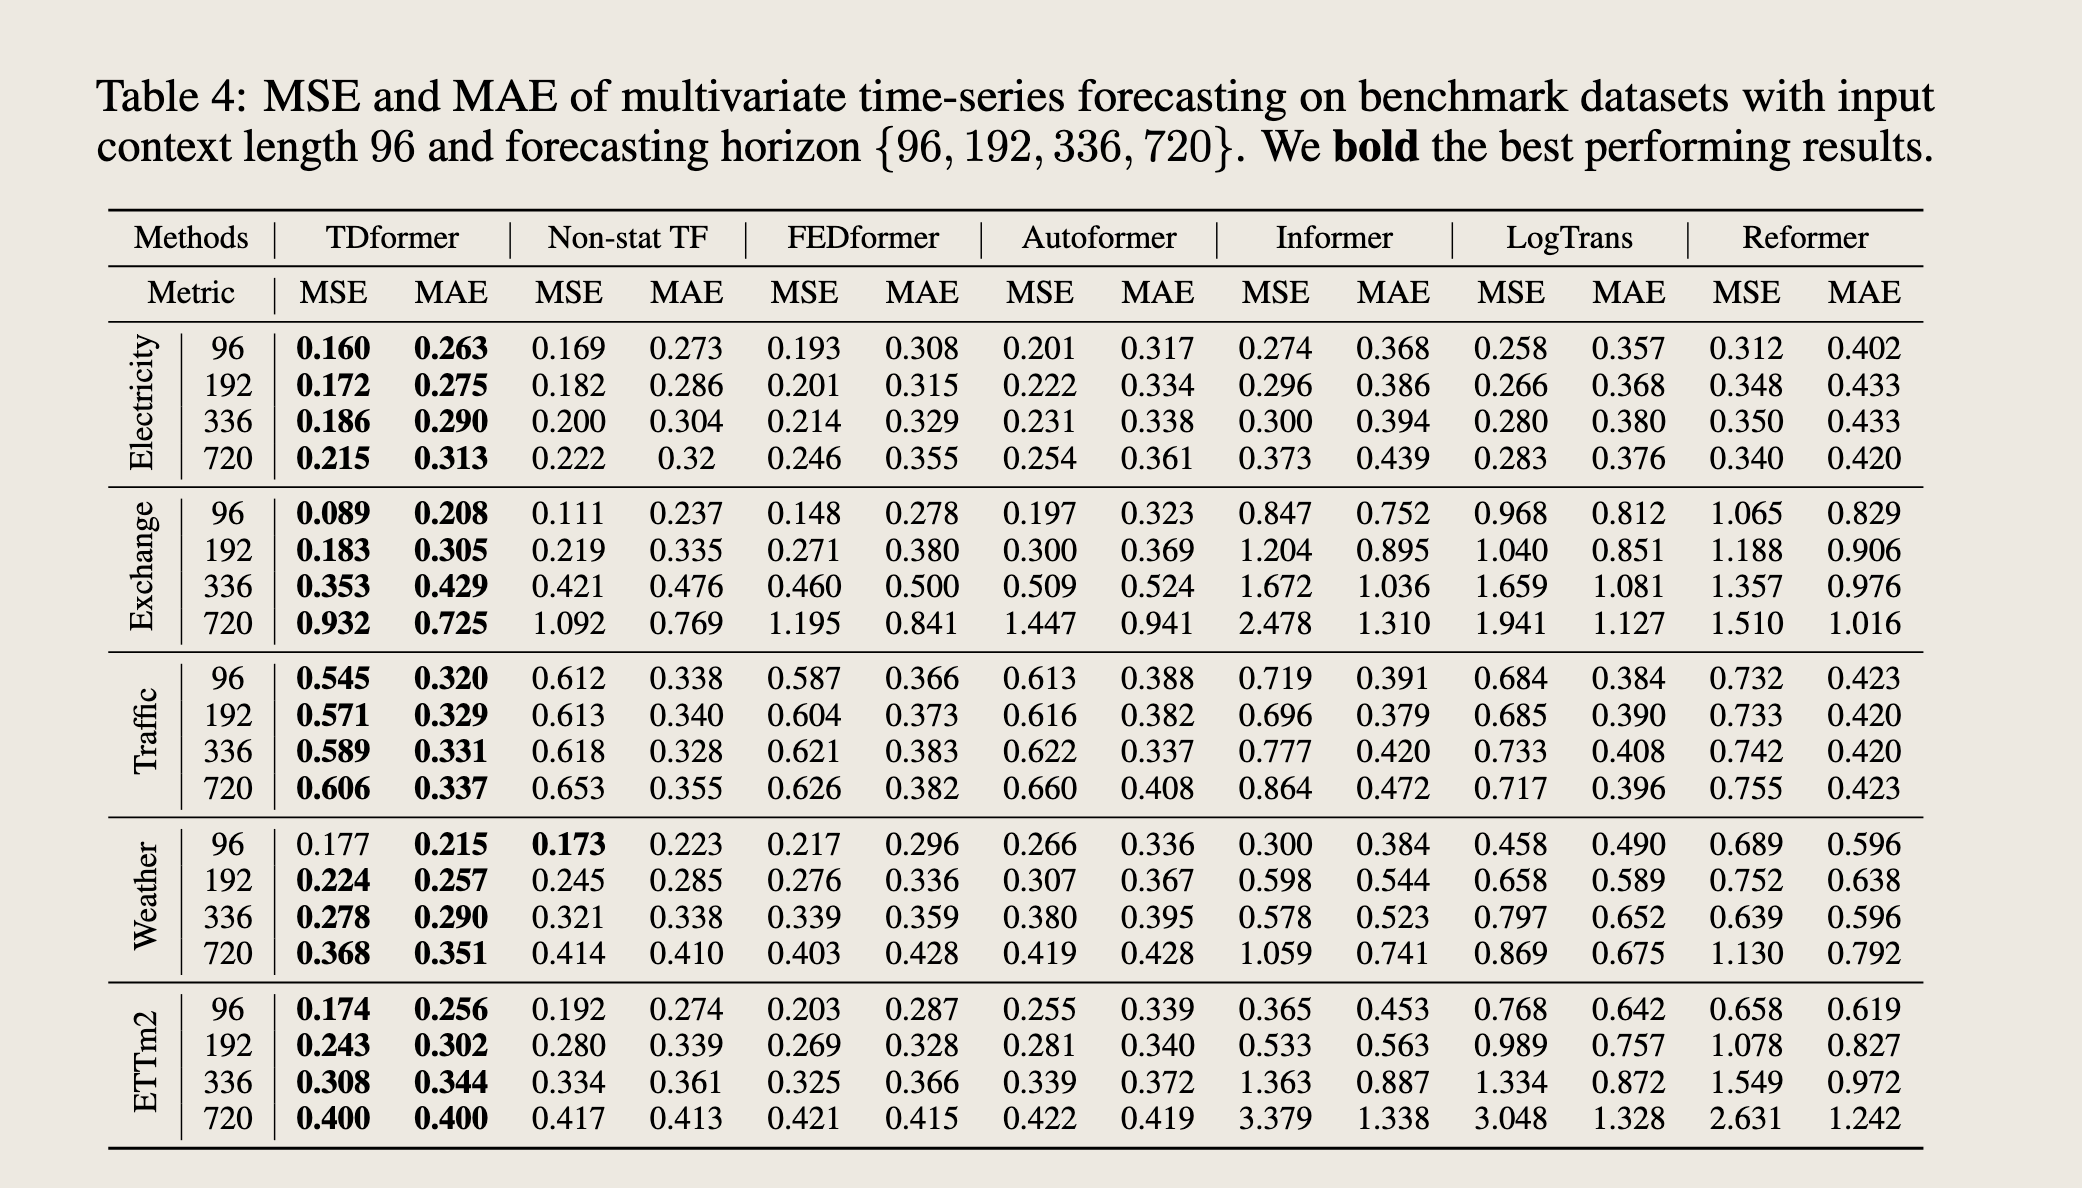 Table 4: MSE and MAE of multivariate time-series forecasting on benchmark datasets with input
context length 96 and forecasting horizon {96, 192, 336, 720}. We bold the best performing results.
Methods TDformer Non-stat TF FEDformer Autoformer Informer LogTrans Reformer
Metric MSE MAE MSE MAE MSE MAE MSE MAE MSE MAE MSE MAE MSE MAE
Electricity
96 0.160 0.263 0.169 0.273 0.193 0.308 0.201 0.317 0.274 0.368 0.258 0.357 0.312 0.402
192 0.172 0.275 0.182 0.286 0.201 0.315 0.222 0.334 0.296 0.386 0.266 0.368 0.348 0.433
336 0.186 0.290 0.200 0.304 0.214 0.329 0.231 0.338 0.300 0.394 0.280 0.380 0.350 0.433
720 0.215 0.313 0.222 0.32 0.246 0.355 0.254 0.361 0.373 0.439 0.283 0.376 0.340 0.420
Exchange
96 0.089 0.208 0.111 0.237 0.148 0.278 0.197 0.323 0.847 0.752 0.968 0.812 1.065 0.829
192 0.183 0.305 0.219 0.335 0.271 0.380 0.300 0.369 1.204 0.895 1.040 0.851 1.188 0.906
336 0.353 0.429 0.421 0.476 0.460 0.500 0.509 0.524 1.672 1.036 1.659 1.081 1.357 0.976
720 0.932 0.725 1.092 0.769 1.195 0.841 1.447 0.941 2.478 1.310 1.941 1.127 1.510 1.016
Traffic
96 0.545 0.320 0.612 0.338 0.587 0.366 0.613 0.388 0.719 0.391 0.684 0.384 0.732 0.423
192 0.571 0.329 0.613 0.340 0.604 0.373 0.616 0.382 0.696 0.379 0.685 0.390 0.733 0.420
336 0.589 0.331 0.618 0.328 0.621 0.383 0.622 0.337 0.777 0.420 0.733 0.408 0.742 0.420
720 0.606 0.337 0.653 0.355 0.626 0.382 0.660 0.408 0.864 0.472 0.717 0.396 0.755 0.423
Weather
96 0.177 0.215 0.173 0.223 0.217 0.296 0.266 0.336 0.300 0.384 0.458 0.490 0.689 0.596
192 0.224 0.257 0.245 0.285 0.276 0.336 0.307 0.367 0.598 0.544 0.658 0.589 0.752 0.638
336 0.278 0.290 0.321 0.338 0.339 0.359 0.380 0.395 0.578 0.523 0.797 0.652 0.639 0.596
720 0.368 0.351 0.414 0.410 0.403 0.428 0.419 0.428 1.059 0.741 0.869 0.675 1.130 0.792
ETTm2
96 0.174 0.256 0.192 0.274 0.203 0.287 0.255 0.339 0.365 0.453 0.768 0.642 0.658 0.619
192 0.243 0.302 0.280 0.339 0.269 0.328 0.281 0.340 0.533 0.563 0.989 0.757 1.078 0.827
336 0.308 0.344 0.334 0.361 0.325 0.366 0.339 0.372 1.363 0.887 1.334 0.872 1.549 0.972
720 0.400 0.400 0.417 0.413 0.421 0.415 0.422 0.419 3.379 1.338 3.048 1.328 2.631 1.242